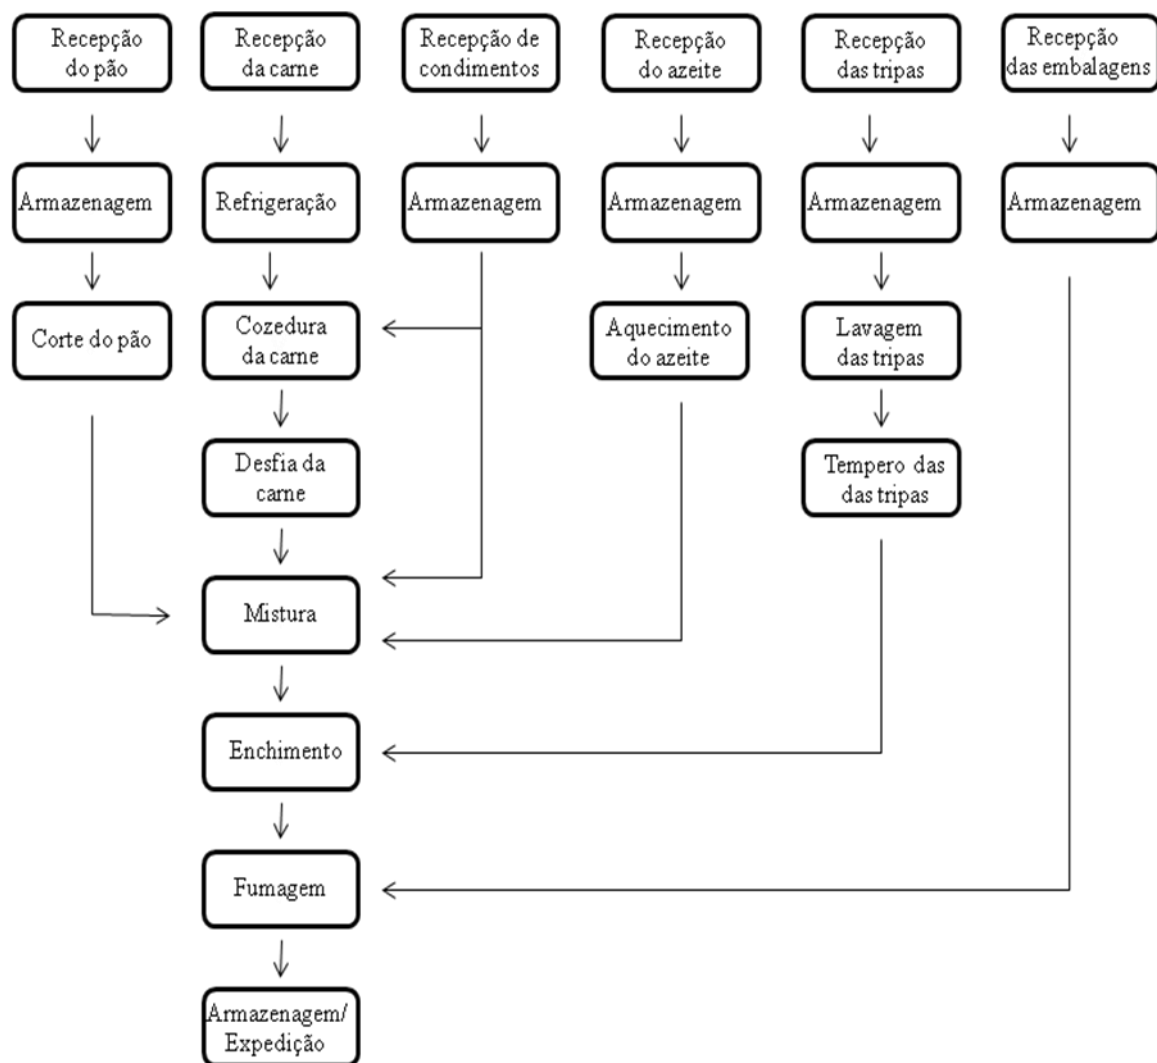 Recepção
do pão
Recepção
da carne
Recepção de
condimentos
Recepção
do azeite
Recepção
das tripas
Recepção
das embalagens
Armazenagem
Refrigeração
Armazenagem
Armazenagem
Armazenagem
Armazenagem
Corte do pão
Cozedura
da carne
Aquecimento
do azeite
Lavagem
das tripas
Desfia da
carne
Tempero das
das tripas
Mistura
Enchimento
Fumagem
Armazenagem/
Expedição